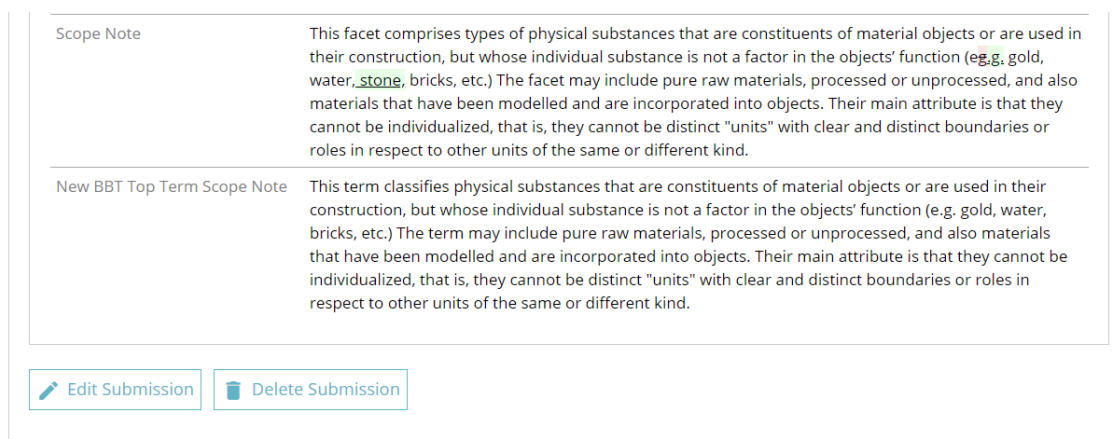 Scope Note
This facet comprises types of physical substances that are constituents of material objects or are used in
their construction, but whose individual substance is not a factor in the objects’ function (eg.g. gold,
water, stone, bricks, etc.) The facet may include pure raw materials, processed or unprocessed, and also
materials that have been modelled and are incorporated into objects. Their main attribute is that they
cannot be individualized, that is, they cannot be distinct "units" with clear and distinct boundaries or
roles in respect to other units of the same or different kind.
New BBT Top Term Scope Note
This term classifies physical substances that are constituents of material objects or are used in their
construction, but whose individual substance is not a factor in the objects’ function (e.g. gold, water,
bricks, etc.) The term may include pure raw materials, processed or unprocessed, and also materials
that have been modelled and are incorporated into objects. Their main attribute is that they cannot be
individualized, that is, they cannot be distinct "units" with clear and distinct boundaries or roles in
respect to other units of the same or different kind.
Edit Submission
Delete Submission